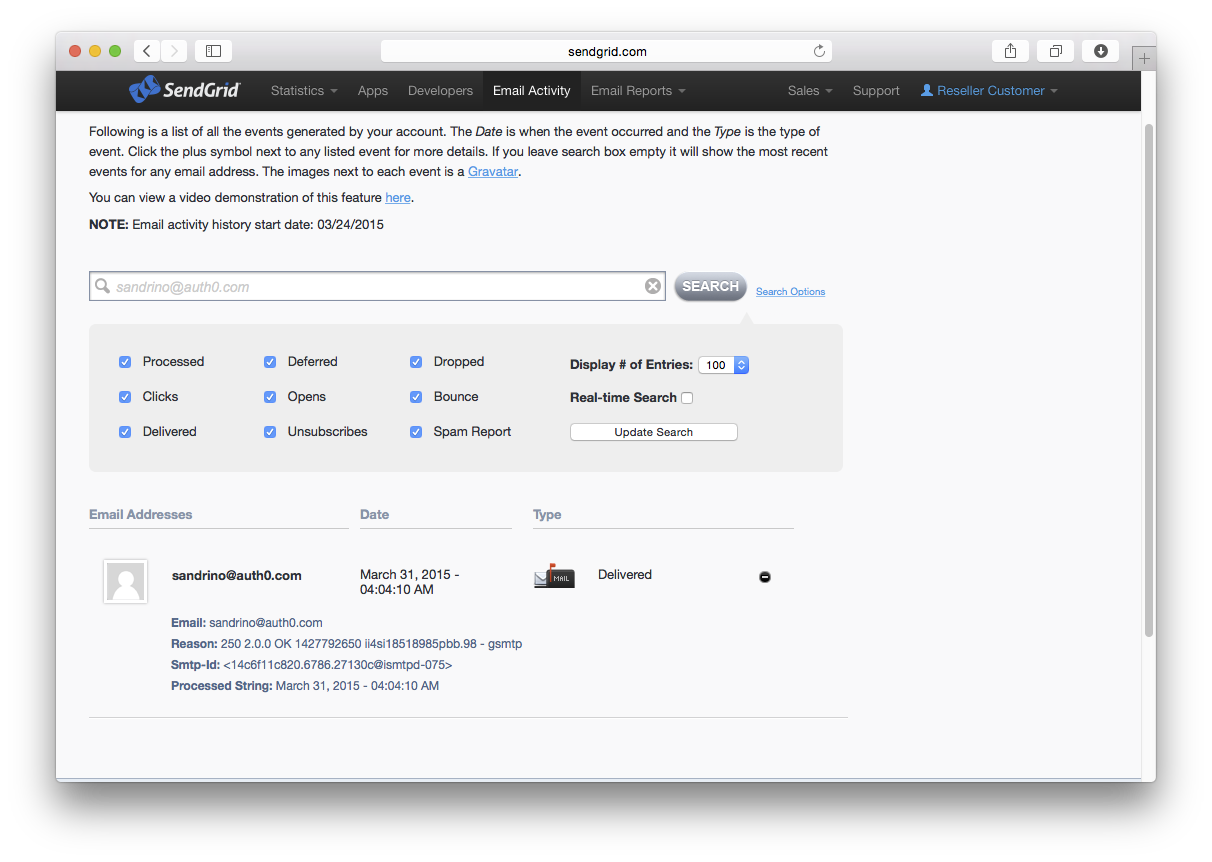 sendgrid.com
SendGrid Statistics Apps Developers Email Activity Email Reports Sales Support Reseller Customer
Following is a list of all the events generated by your account. The Date is when the event occurred and the Type is the type of
event. Click the plus symbol next to any listed event for more details. If you leave search box empty it will show the most recent
events for any email address. The images next to each event is a Gravatar.
You can view a video demonstration of this feature here.
NOTE: Email activity history start date: 03/24/2015
sandrino@auth0.com SEARCH Search Options
Processed Deferred Dropped Display # of Entries: 100
Clicks Opens Bounce Real-time Search
Delivered Unsubscribes Spam Report Update Search
Email Addresses Date Type
sandrino@auth0.com March 31, 2015 - MAIL Delivered
04:04:10 AM
Email: sandrino@auth0.com
Reason: 250 2.0.0 OK 1427792650 ii4si18518985pbb.98 - gsmtp
Smtp-Id: <14c6f11c820.6786.27130c@ismtpd-075>
Processed String: March 31, 2015 - 04:04:10 AM